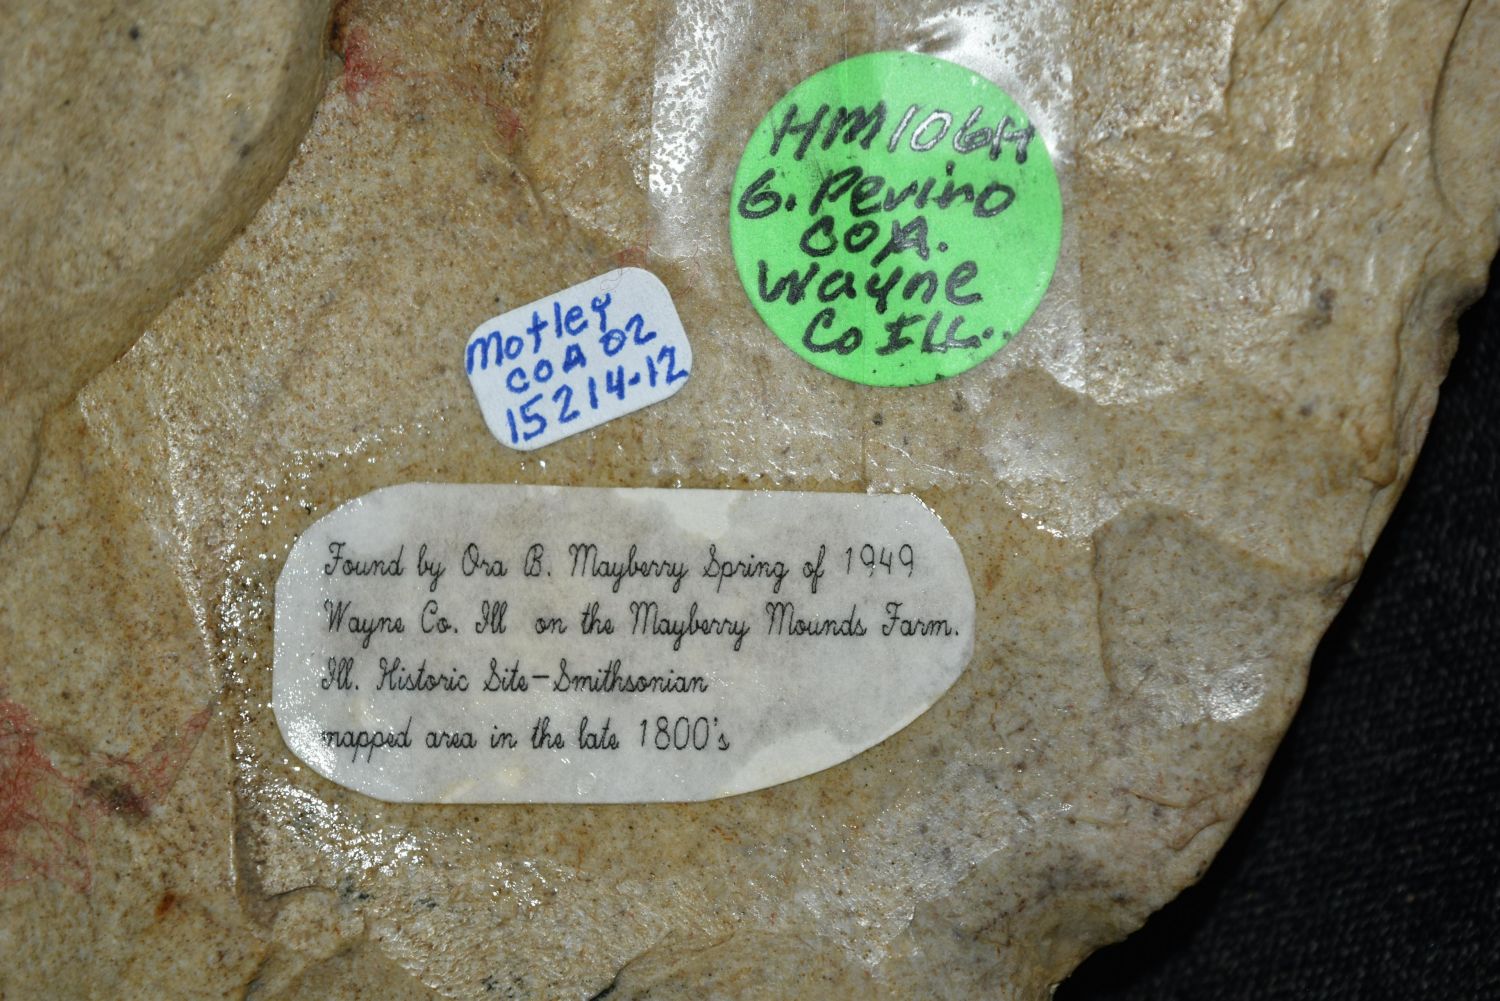 HM106H
G. Perino
COA.
Wayne
Co ILL.
Motley
COA 02
15214-12
Found by Ora B. Mayberry Spring of 1949
Wayne Co. Ill on the Mayberry Mounds Farm.
Ill. Historic Site-Smithsonian
mapped area in the late 1800's